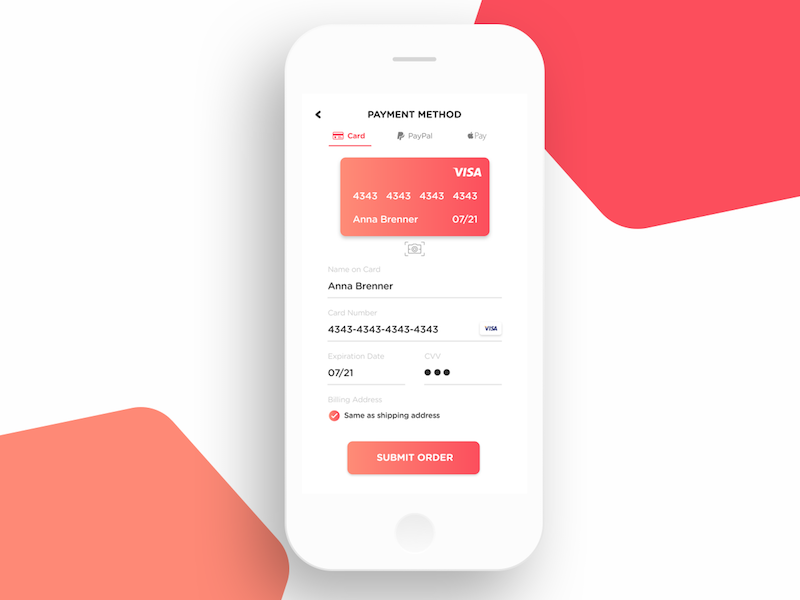 PAYMENT METHOD
Card PayPal Pay
VISA
4343 4343 4343 4343
Anna Brenner 07/21
Name on Card
Anna Brenner
Card Number
4343-4343-4343-4343 VISA
Expiration Date CVV
07/21
Billing Address
Same as shipping address
SUBMIT ORDER